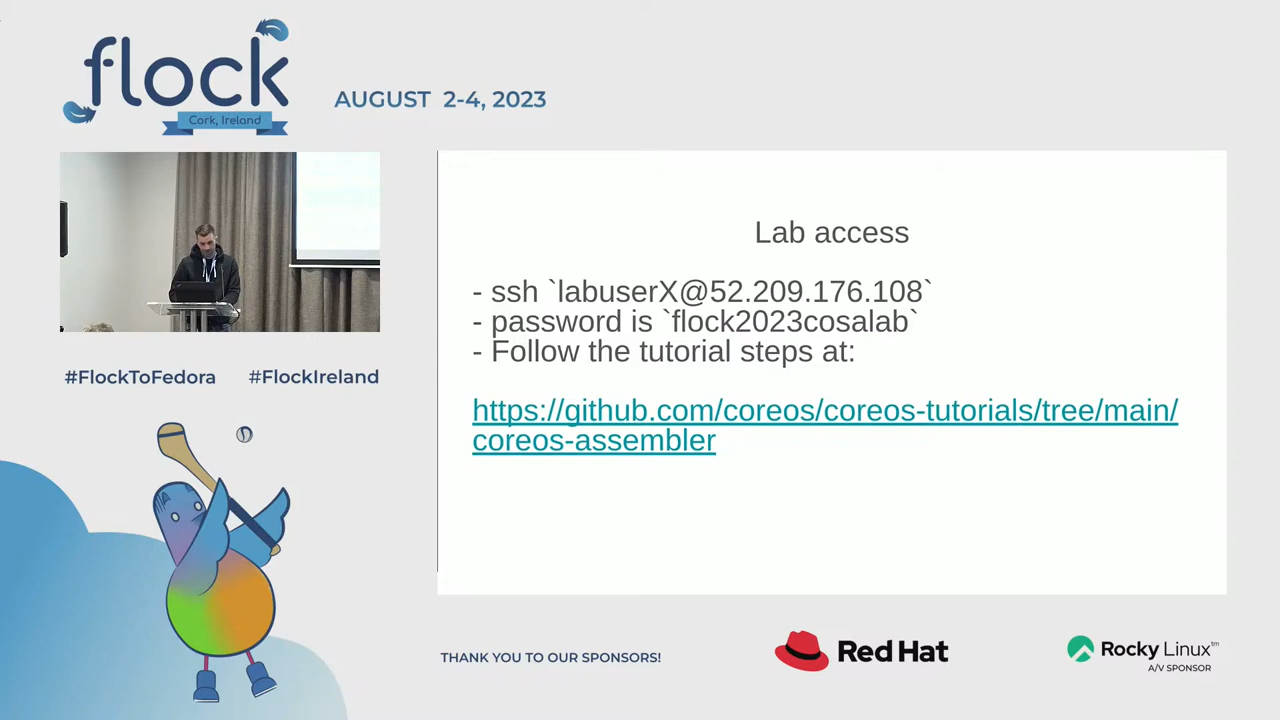 flock
Cork, Ireland
AUGUST 2-4, 2023
Lab access
- ssh `labuserX@52.209.176.108`
- password is `flock2023cosalab`
- Follow the tutorial steps at:
https://github.com/coreos/coreos-tutorials/tree/main/
coreos-assembler
#FlockToFedora #FlockIreland
THANK YOU TO OUR SPONSORS!
Red Hat
Rocky Linux™
A/V SPONSOR